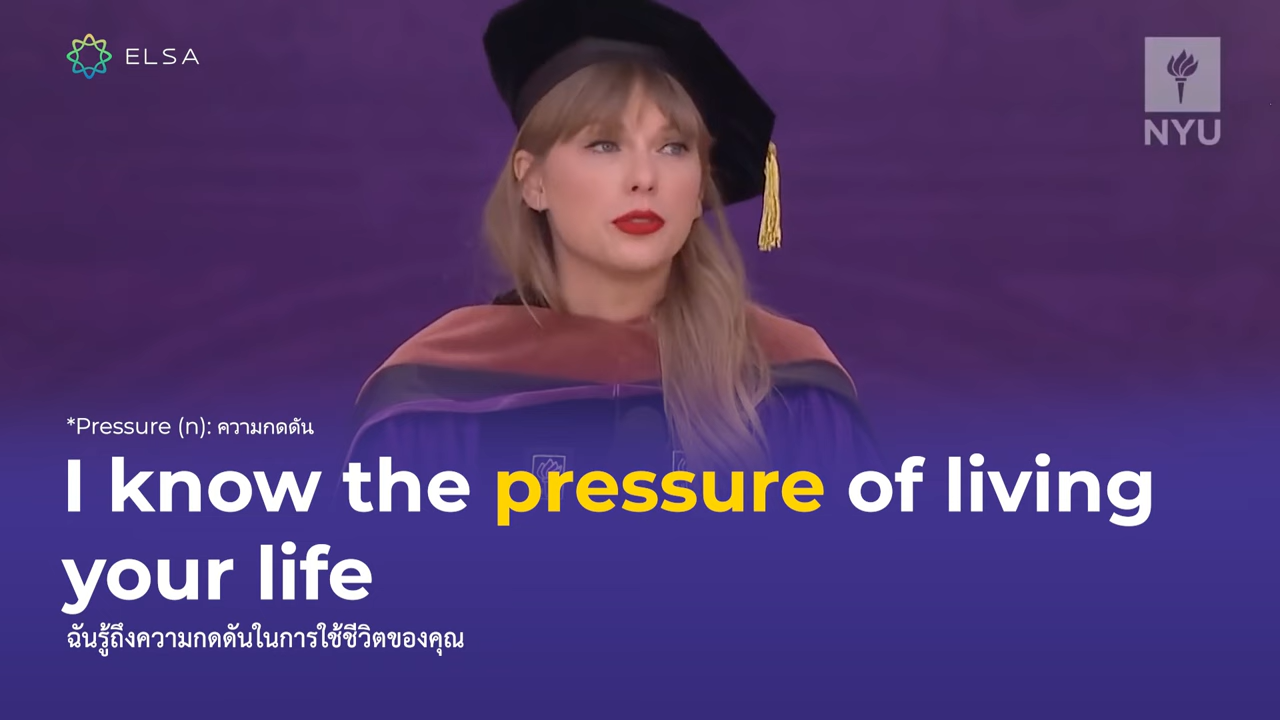 ELSA
NYU
*Pressure (n): ความกดดัน
I know the pressure of living
your life
ฉันรู้ถึงความกดดันในการใช้ชีวิตของคุณ